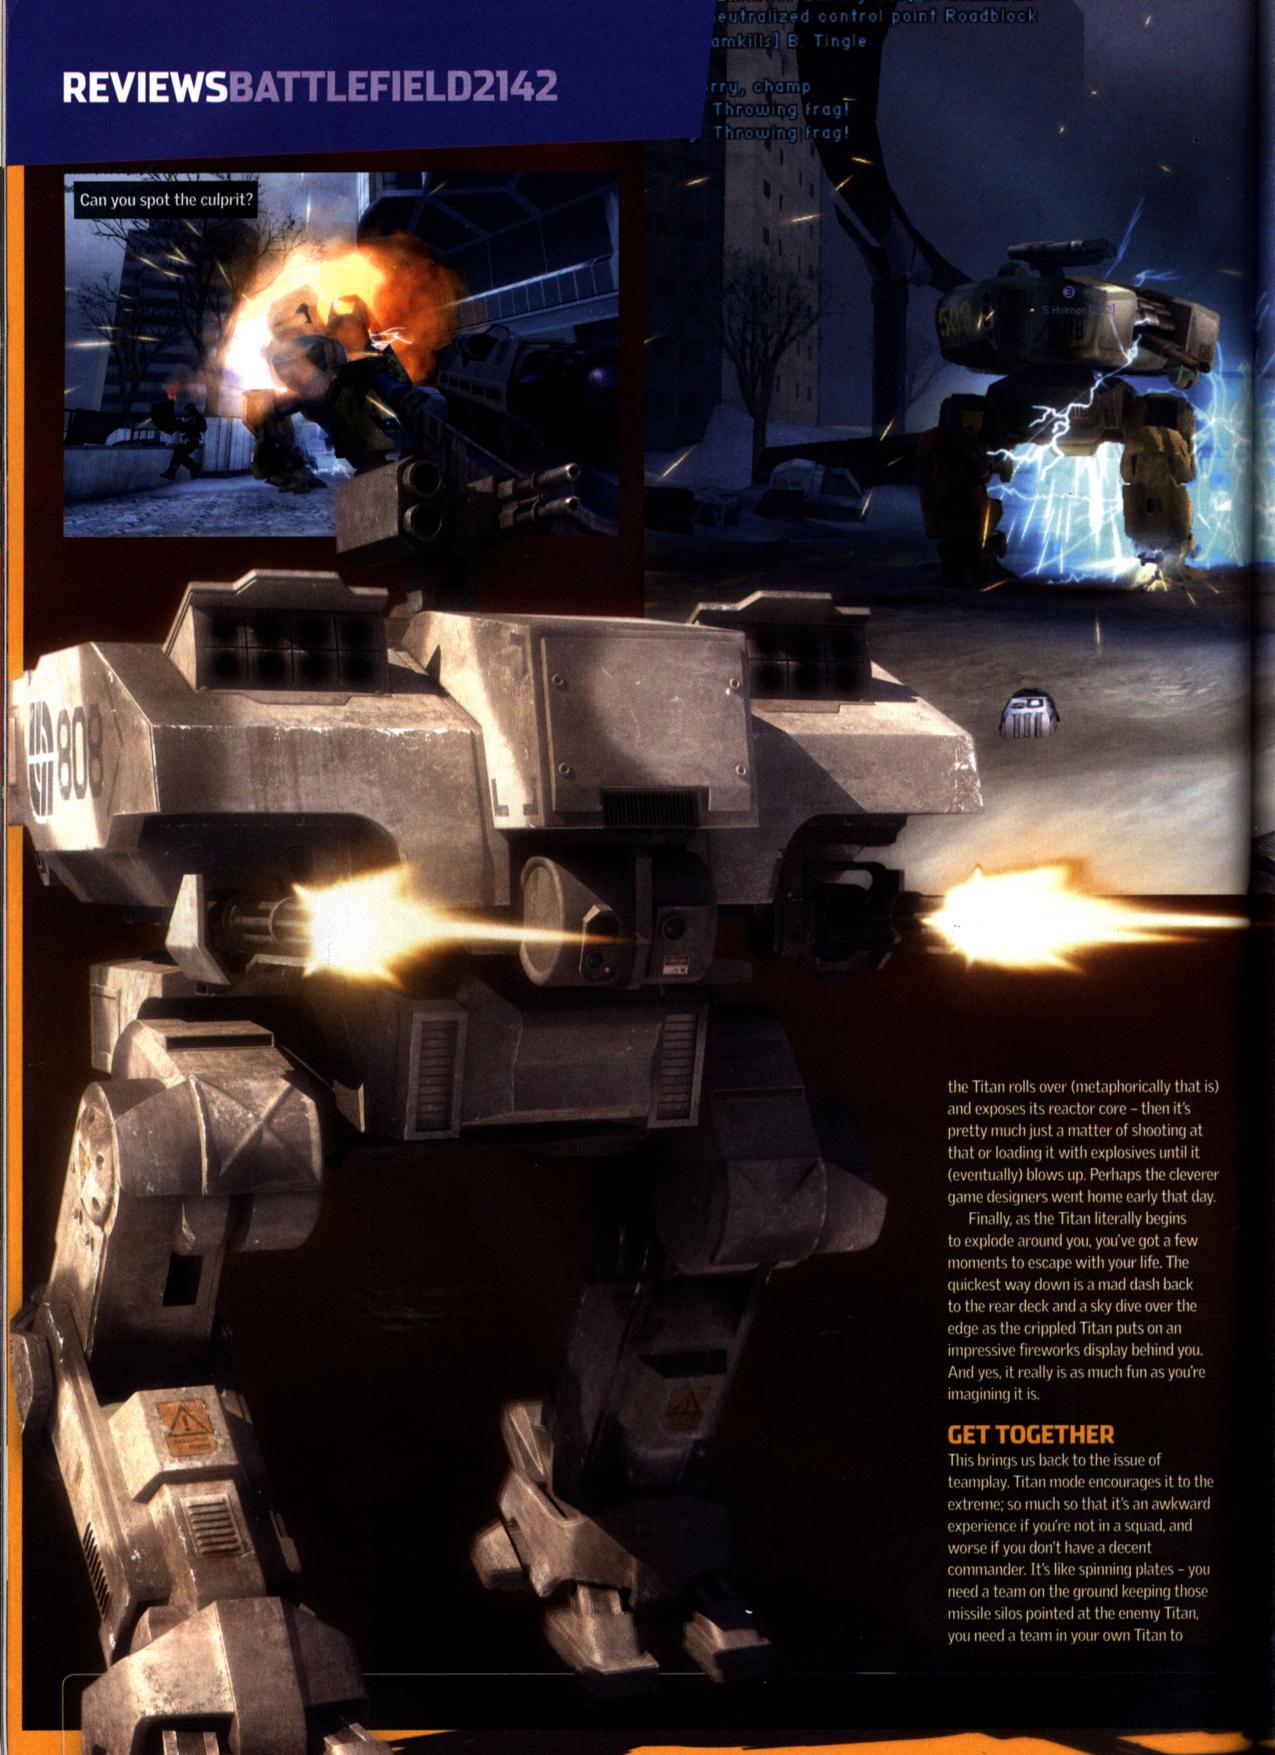 REVIEWSBATTLEFIELD2142
neutralized control point Roadblock
B. Tingle
champ
Throwing frag!
Throwing frag!
Can you spot the culprit?
3
S.Holman
808
the Titan rolls over (metaphorically that is)
and exposes its reactor core – then it's
pretty much just a matter of shooting at
that or loading it with explosives until it
(eventually) blows up. Perhaps the cleverer
game designers went home early that day.
Finally, as the Titan literally begins
to explode around you, you've got a few
moments to escape with your life. The
quickest way down is a mad dash back
to the rear deck and a sky dive over the
edge as the crippled Titan puts on an
impressive fireworks display behind you.
And yes, it really is as much fun as you're
imagining it is.
GET TOGETHER
This brings us back to the issue of
teamplay. Titan mode encourages it to the
extreme; so much so that it's an awkward
experience if you're not in a squad, and
worse if you don't have a decent
commander. It's like spinning plates – you
need a team on the ground keeping those
missile silos pointed at the enemy Titan,
you need a team in your own Titan to